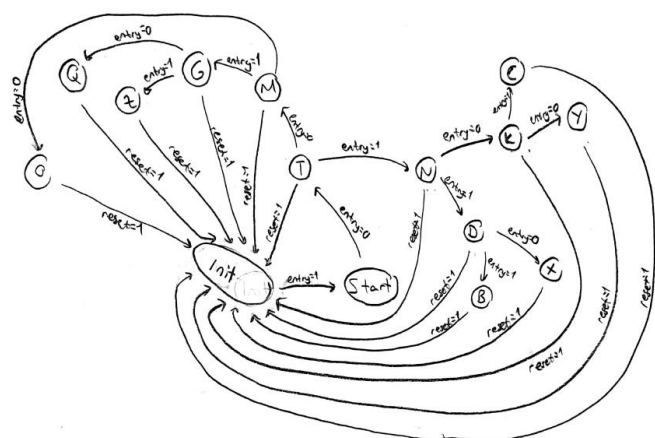 entry=0
Q
entry=0
G
entry=1
M
entry=1
Z
entry=0
O
reset=1
reset=1
reset=1
reset=1
reset=1
entry=0
T
entry=1
N
entry=0
K
Y
entry=0
C
reset=1
entry=0
Init
entry=1
Start
entry=1
D
entry=0
X
entry=1
B
reset=1
reset=1
reset=1
reset=1
reset=1
reset=1
reset=1